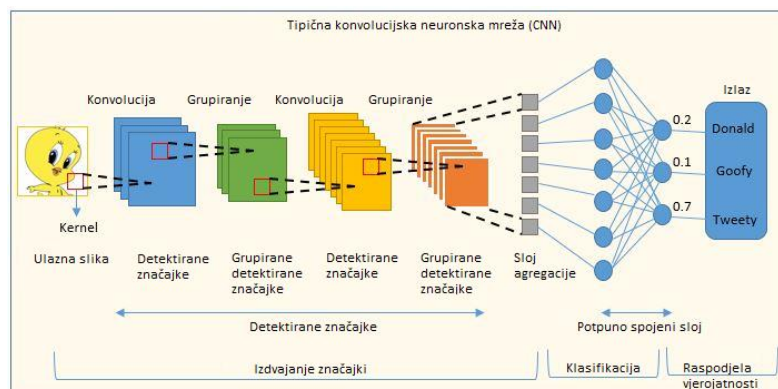 Tipična konvolucijska neuronska mreža (CNN)
Konvolucija
Grupiranje
Konvolucija
Grupiranje
Izlaz
0.2
Donald
0.1
Goofy
0.7
Tweety
Kernel
Ulazna slika
Detektirane
značajke
Grupirane
detektirane
značajke
Detektirane
značajke
Grupirane
detektirane
značajke
Sloj
agregacije
Detektirane značajke
Potpuno spojeni sloj
Izdvajanje značajki
Klasifikacija
Raspodjela
vjerojatnosti